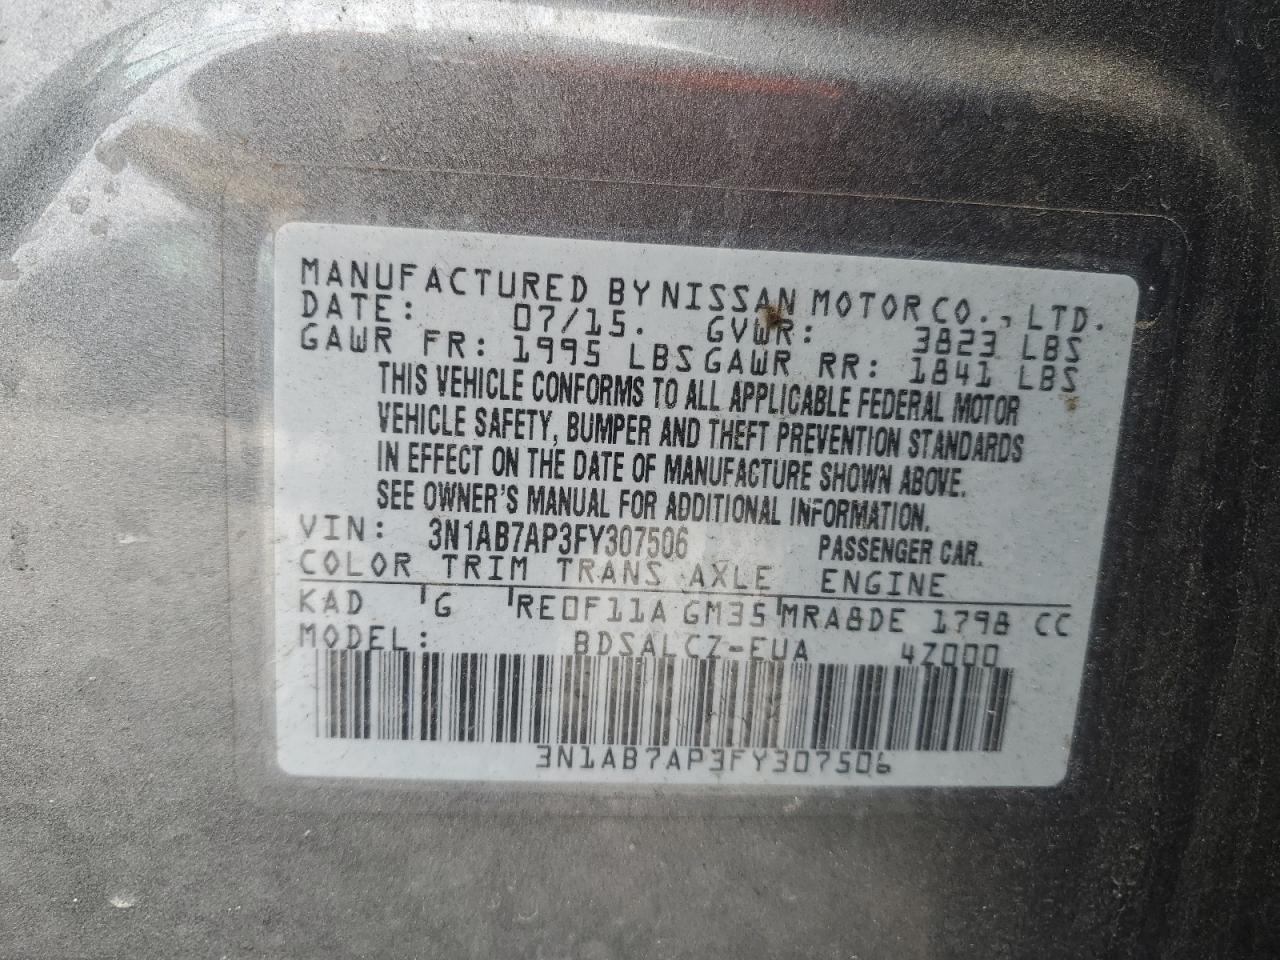 MANUFACTURED BY NISSAN MOTOR CO., LTD.
DATE: 07/15. GVWR: 3823 LBS
GAWR FR: 1995 LBS GAWR RR: 1841 LBS
THIS VEHICLE CONFORMS TO ALL APPLICABLE FEDERAL MOTOR
VEHICLE SAFETY, BUMPER AND THEFT PREVENTION STANDARDS
IN EFFECT ON THE DATE OF MANUFACTURE SHOWN ABOVE.
SEE OWNER'S MANUAL FOR ADDITIONAL INFORMATION.
VIN: 3N1AB7AP3FY307506 PASSENGER CAR.
COLOR TRIM TRANS AXLE ENGINE
KAD G RE0F11A GM35 MRA8DE 1798 CC
MODEL: BDSALCZ-EUA 4Z000
3N1AB7AP3FY307506